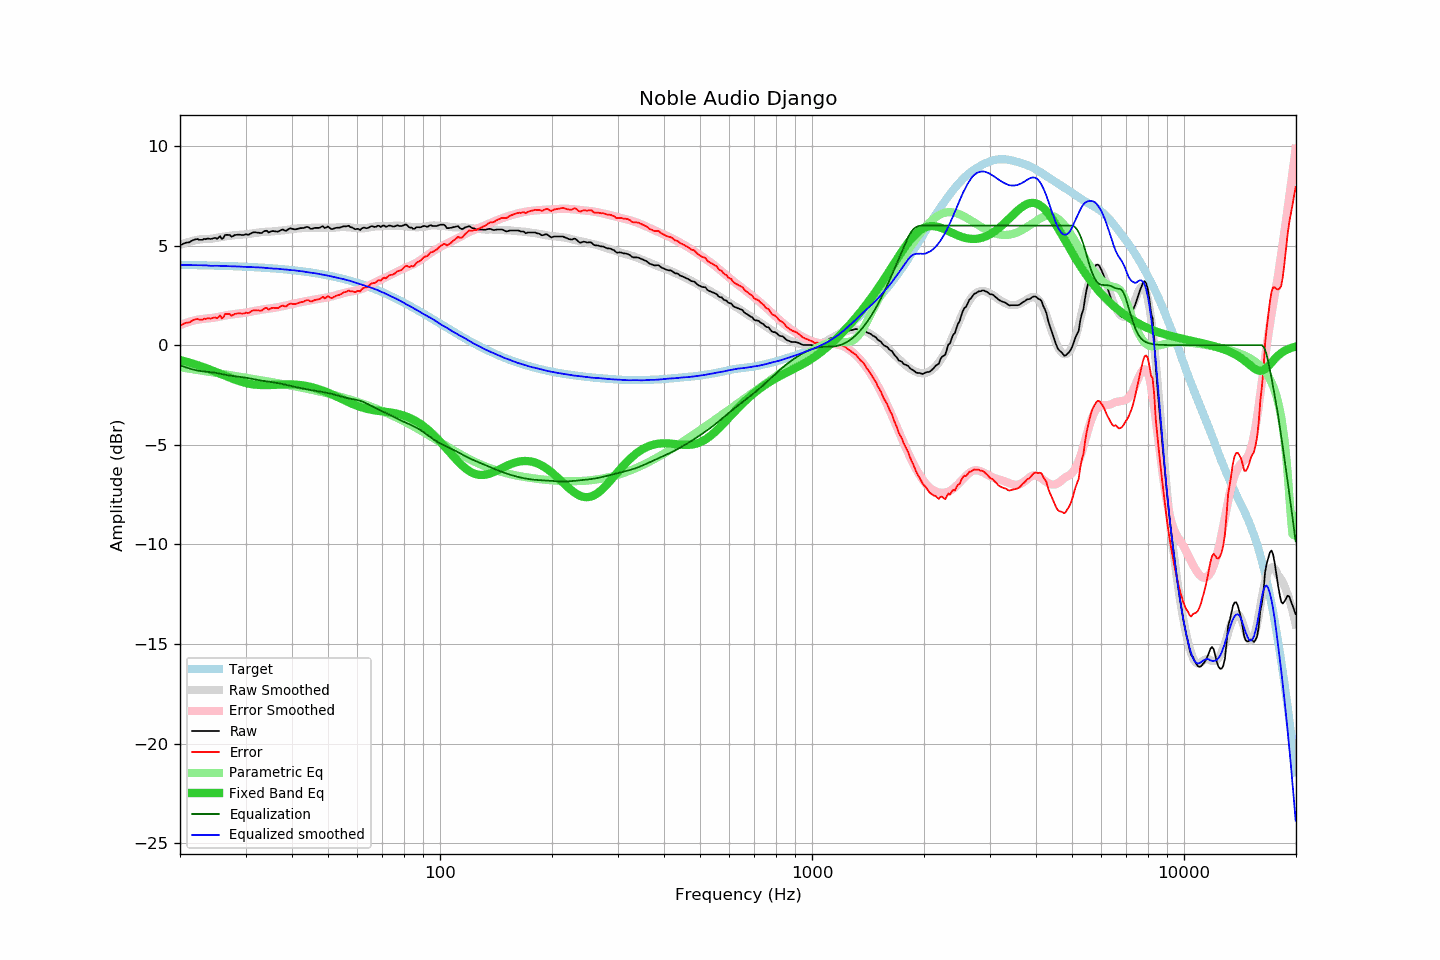 Noble Audio Django
10
5
0
−5
−10
−15
−20
−25
Amplitude (dBr)
Target
Raw Smoothed
Error Smoothed
Raw
Error
Parametric Eq
Fixed Band Eq
Equalization
Equalized smoothed
100 1000 10000
Frequency (Hz)